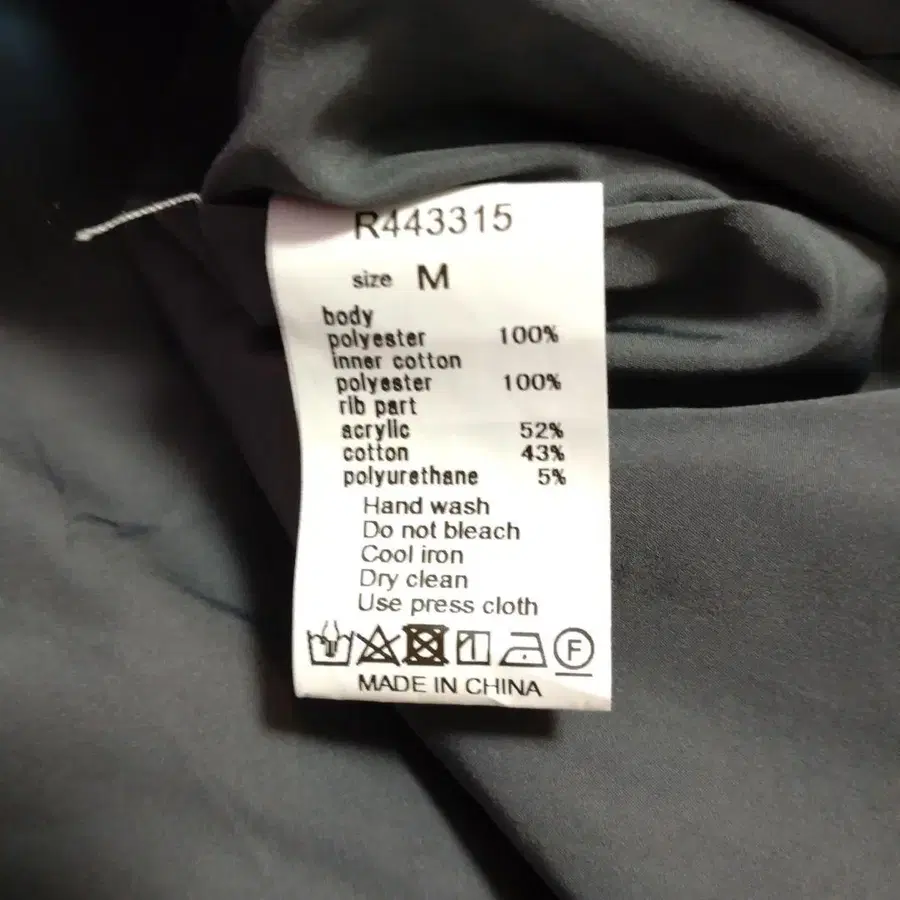 R443315
size M
body
polyester 100%
inner cotton
polyester 100%
rib part
acrylic 52%
cotton 43%
polyurethane 5%
Hand wash
Do not bleach
Cool iron
Dry clean
Use press cloth
F
MADE IN CHINA